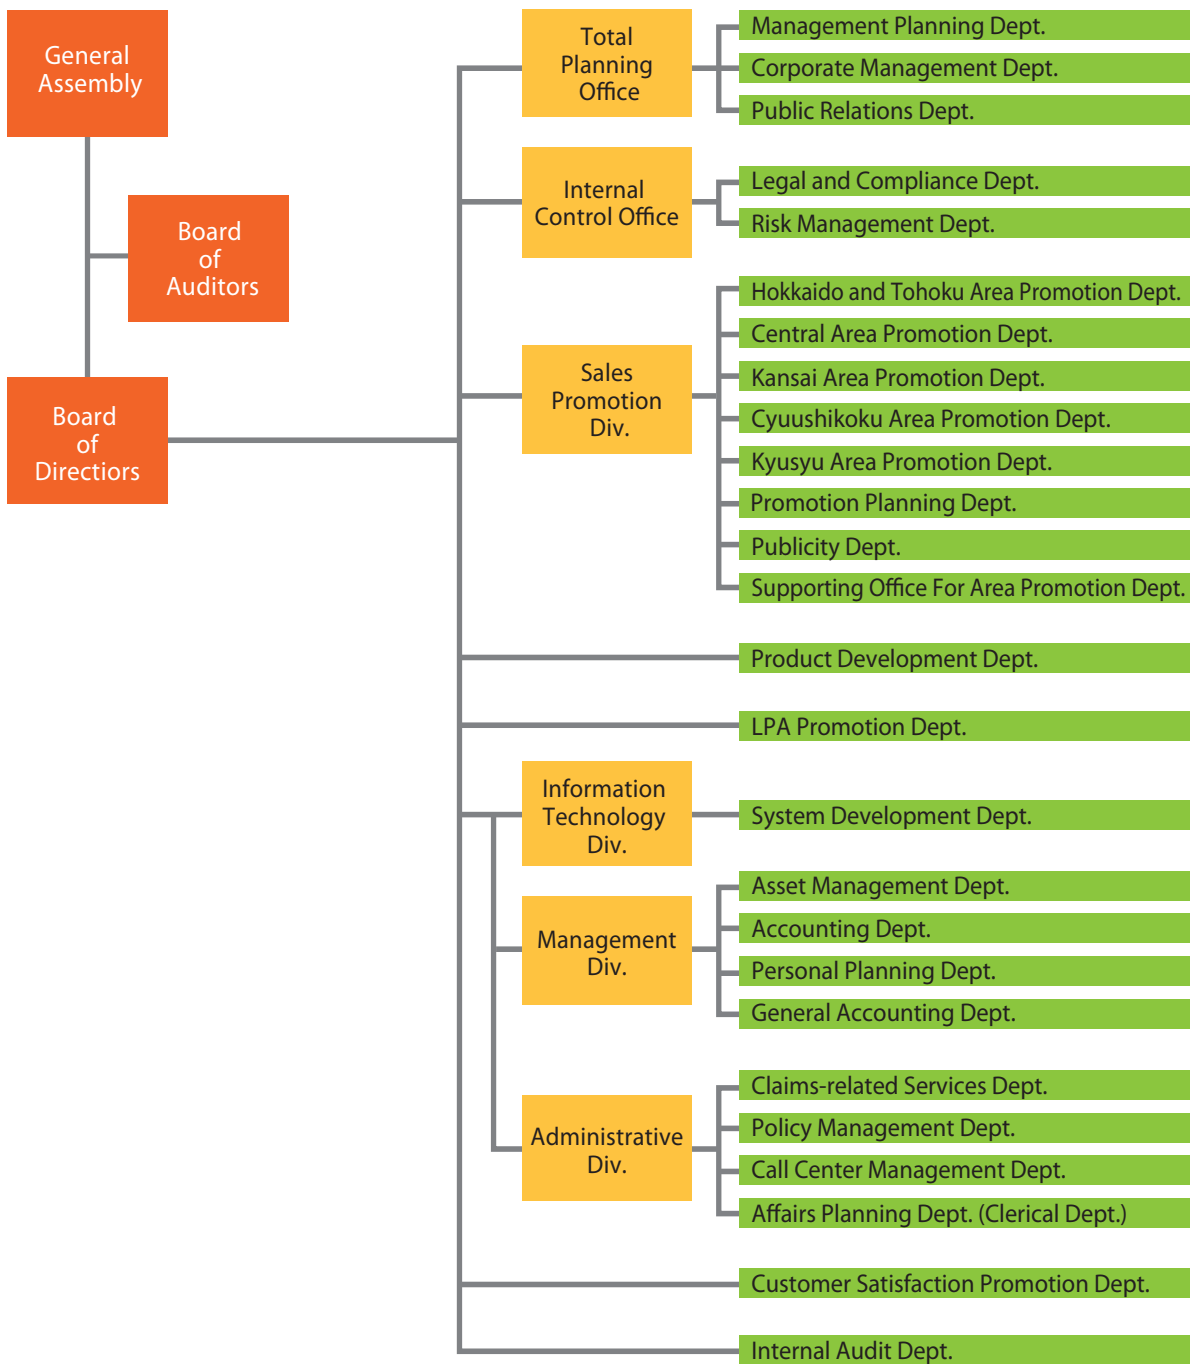 General
Assembly
Board
of
Auditors
Board
of
Directiors
Total
Planning
Office
Management Planning Dept.
Corporate Management Dept.
Public Relations Dept.
Internal
Control Office
Legal and Compliance Dept.
Risk Management Dept.
Sales
Promotion
Div.
Hokkaido and Tohoku Area Promotion Dept.
Central Area Promotion Dept.
Kansai Area Promotion Dept.
Cyuushikoku Area Promotion Dept.
Kyusyu Area Promotion Dept.
Promotion Planning Dept.
Publicity Dept.
Supporting Office For Area Promotion Dept.
Product Development Dept.
LPA Promotion Dept.
Information
Technology
Div.
System Development Dept.
Management
Div.
Asset Management Dept.
Accounting Dept.
Personal Planning Dept.
General Accounting Dept.
Administrative
Div.
Claims-related Services Dept.
Policy Management Dept.
Call Center Management Dept.
Affairs Planning Dept. (Clerical Dept.)
Customer Satisfaction Promotion Dept.
Internal Audit Dept.